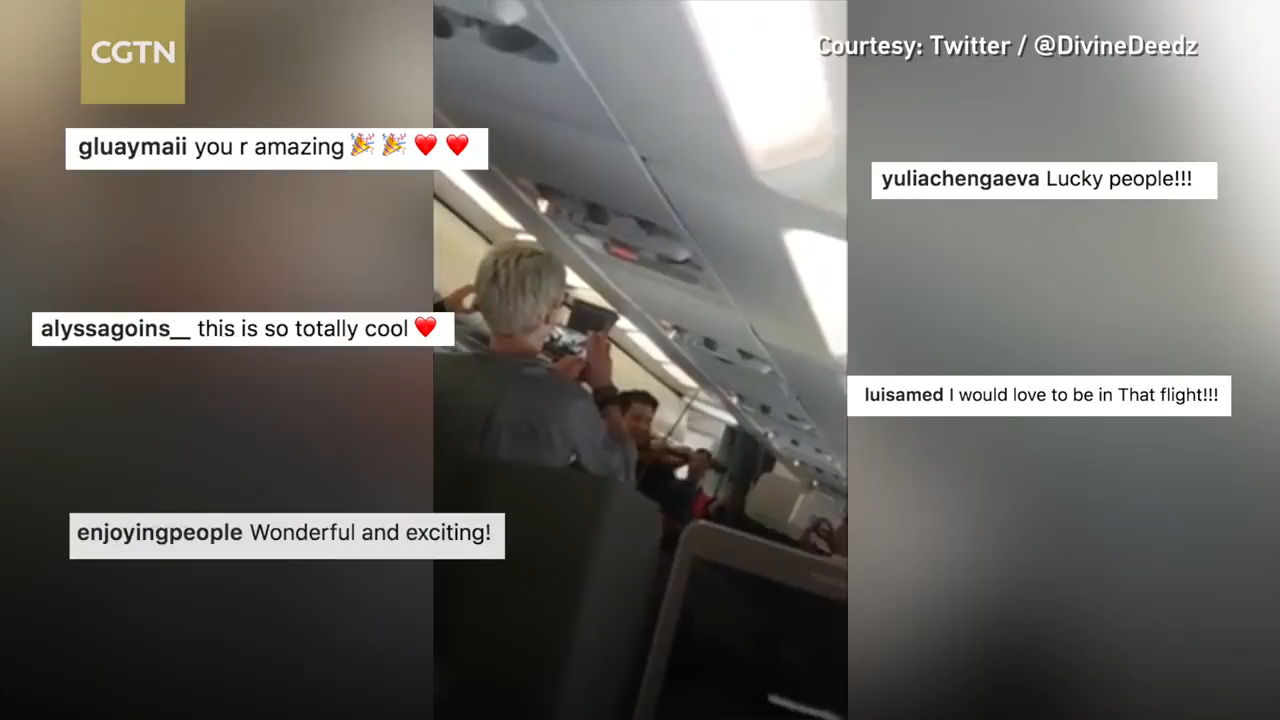 CGTN
Courtesy: Twitter / @DivineDeedz
gluaymaii you r amazing 🎉 🎉 ❤️ ❤️
yuliachengaeva Lucky people!!!
alyssagoins__ this is so totally cool ❤️
luisamed I would love to be in That flight!!!
enjoyingpeople Wonderful and exciting!